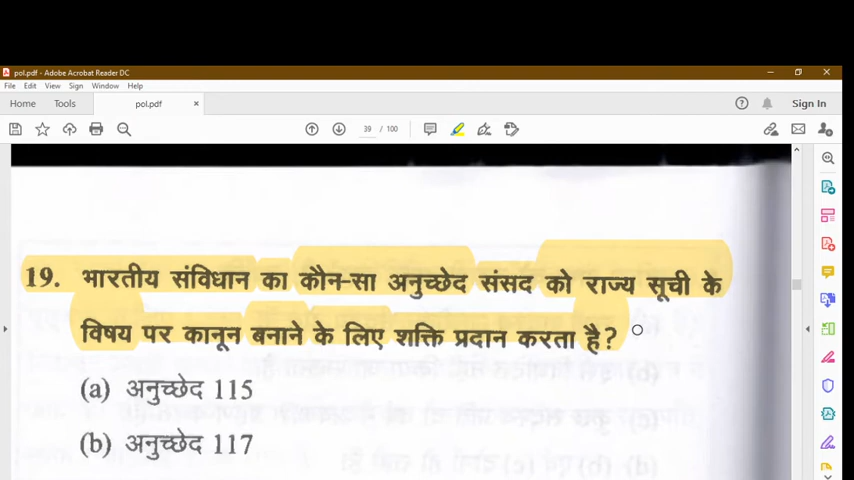 pol.pdf - Adobe Acrobat Reader DC
File Edit View Sign Window Help
Home Tools pol.pdf × Sign In
39 / 100
19. भारतीय संविधान का कौन-सा अनुच्छेद संसद को राज्य सूची के
विषय पर कानून बनाने के लिए शक्ति प्रदान करता है?
(a) अनुच्छेद 115
(b) अनुच्छेद 117